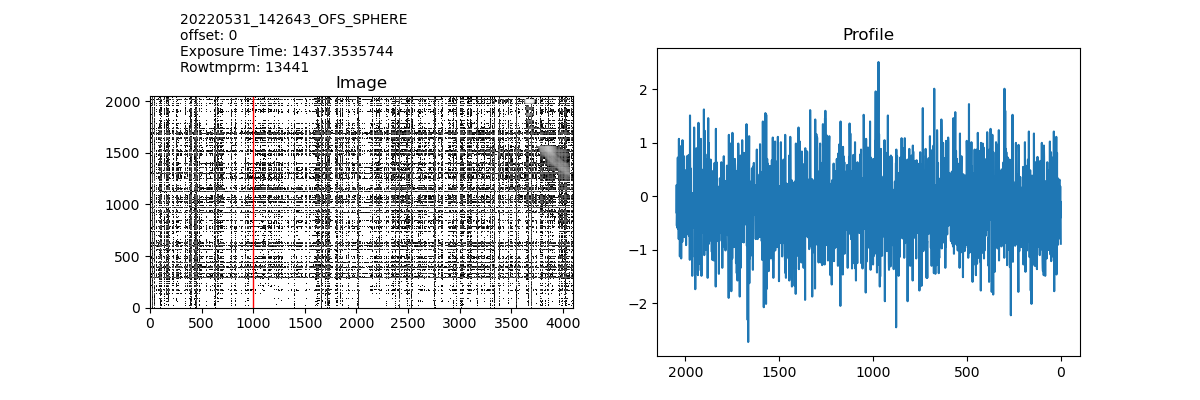 20220531_142643_OFS_SPHERE
offset: 0
Exposure Time: 1437.3535744
Rowtmprm: 13441
Image
2000
1500
1000
500
0
0 500 1000 1500 2000 2500 3000 3500 4000
Profile
2
1
0
−1
−2
2000 1500 1000 500 0